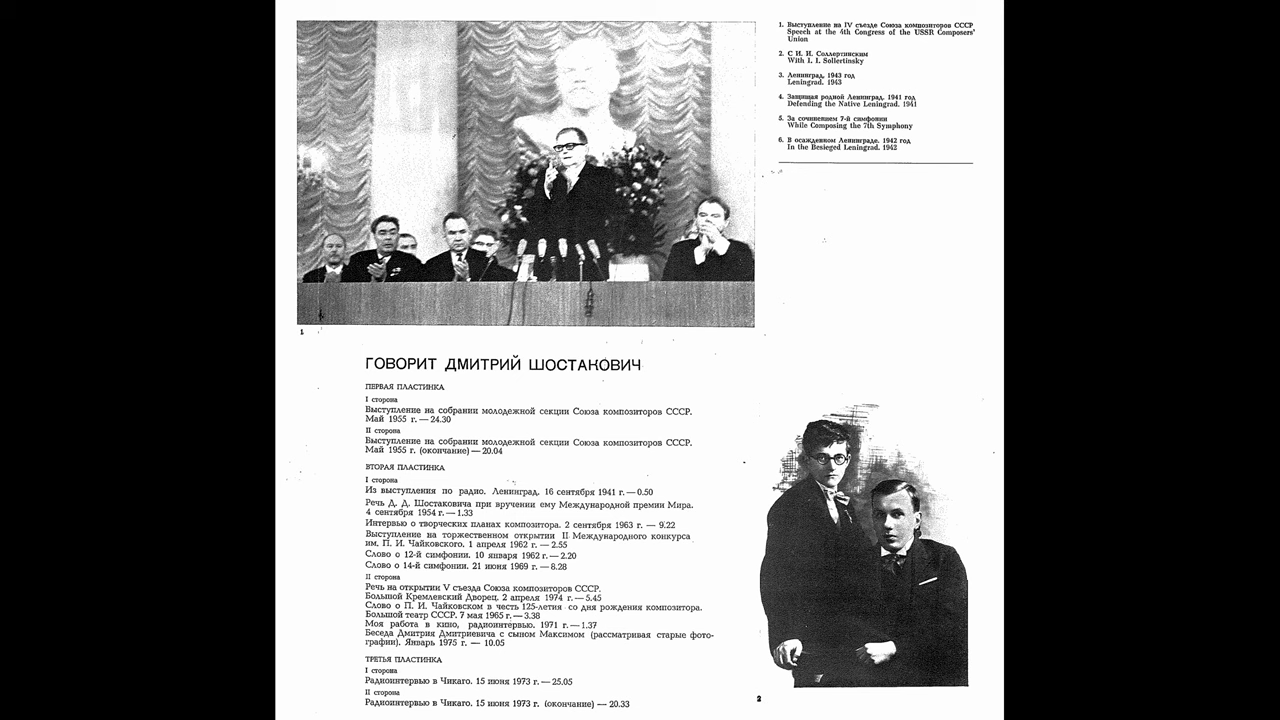 1. Выступление на IV съезде Союза композиторов СССР
Speech at the 4th Congress of the USSR Composers'
Union
2. С И. И. Соллертинским
With I. I. Sollertinsky
3. Ленинград, 1943 год
Leningrad. 1943
4. Защищая родной Ленинград. 1941 год
Defending the Native Leningrad. 1941
5. За сочинением 7-й симфонии
While Composing the 7th Symphony
6. В осажденном Ленинграде. 1942 год
In the Besieged Leningrad. 1942
1
ГОВОРИТ ДМИТРИЙ ШОСТАКОВИЧ
ПЕРВАЯ ПЛАСТИНКА
I сторона
Выступление на собрании молодежной секции Союза композиторов СССР.
Май 1955 г. — 24.30
II сторона
Выступление на собрании молодежной секции Союза композиторов СССР.
Май 1955 г. (окончание) — 20.04
ВТОРАЯ ПЛАСТИНКА
I сторона
Из выступления по радио. Ленинград, 16 сентября 1941 г. — 0.50
Речь Д. Д. Шостаковича при вручении ему Международной премии Мира.
4 сентября 1954 г. — 1.33
Интервью о творческих планах композитора. 2 сентября 1963 г. — 9.22
Выступление на торжественном открытии II Международного конкурса
им. П. И. Чайковского. 1 апреля 1962 г. — 2.55
Слово о 12-й симфонии. 10 января 1962 г. — 2.20
Слово о 14-й симфонии. 21 июня 1969 г. — 8.28
II сторона
Речь на открытии V съезда Союза композиторов СССР.
Большой Кремлевский Дворец. 2 апреля 1974 г. — 5.45
Слово о П. И. Чайковском в честь 125-летия со дня рождения композитора.
Большой театр СССР. 7 мая 1965 г. — 3.38
Моя работа в кино, радиоинтервью. 1971 г. — 1.37
Беседа Дмитрия Дмитриевича с сыном Максимом (рассматривая старые фото-
графии). Январь 1975 г. — 10.05
ТРЕТЬЯ ПЛАСТИНКА
I сторона
Радиоинтервью в Чикаго. 15 июня 1973 г. — 25.05
II сторона
Радиоинтервью в Чикаго. 15 июня 1973 г. (окончание) — 20.33
2